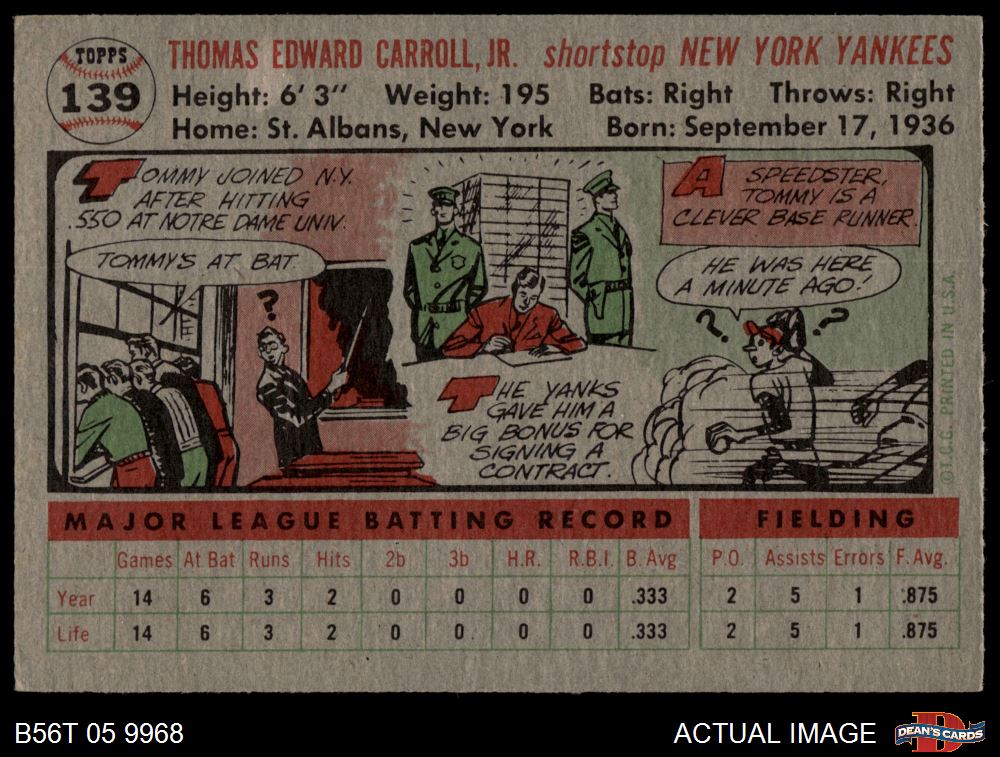 TOPPS
139
THOMAS EDWARD CARROLL, JR. shortstop NEW YORK YANKEES
Height: 6' 3" Weight: 195 Bats: Right Throws: Right
Home: St. Albans, New York Born: September 17, 1936
TOMMY JOINED N.Y.
AFTER HITTING
.550 AT NOTRE DAME UNIV.
TOMMY'S AT BAT.
?
THE YANKS
GAVE HIM A
BIG BONUS FOR
SIGNING A
CONTRACT.
A SPEEDSTER,
TOMMY IS A
CLEVER BASE RUNNER.
HE WAS HERE
A MINUTE AGO!
? ?
©T.C.G. PRINTED IN U.S.A.
MAJOR LEAGUE BATTING RECORD FIELDING
Games At Bat Runs Hits 2b 3b H.R. R.B.I. B. Avg P.O. Assists Errors F. Avg.
Year 14 6 3 2 0 0 0 0 .333 2 5 1 .875
Life 14 6 3 2 0 0 0 0 .333 2 5 1 .875
B56T 05 9968 ACTUAL IMAGE D DEAN'S CARDS